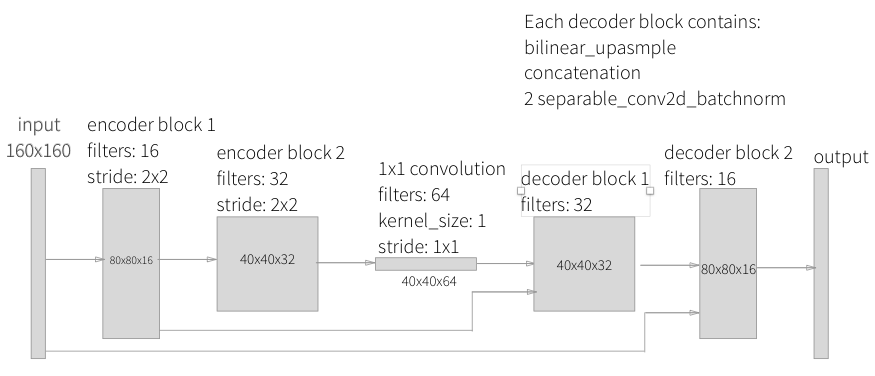 Each decoder block contains:
bilinear_upasmple
concatenation
2 separable_conv2d_batchnorm
input
160x160
encoder block 1
filters: 16
stride: 2x2
encoder block 2
filters: 32
stride: 2x2
1x1 convolution
filters: 64
kernel_size: 1
stride: 1x1
decoder block 1
filters: 32
decoder block 2
filters: 16
output
80x80x16
40x40x32
40x40x64
40x40x32
80x80x16